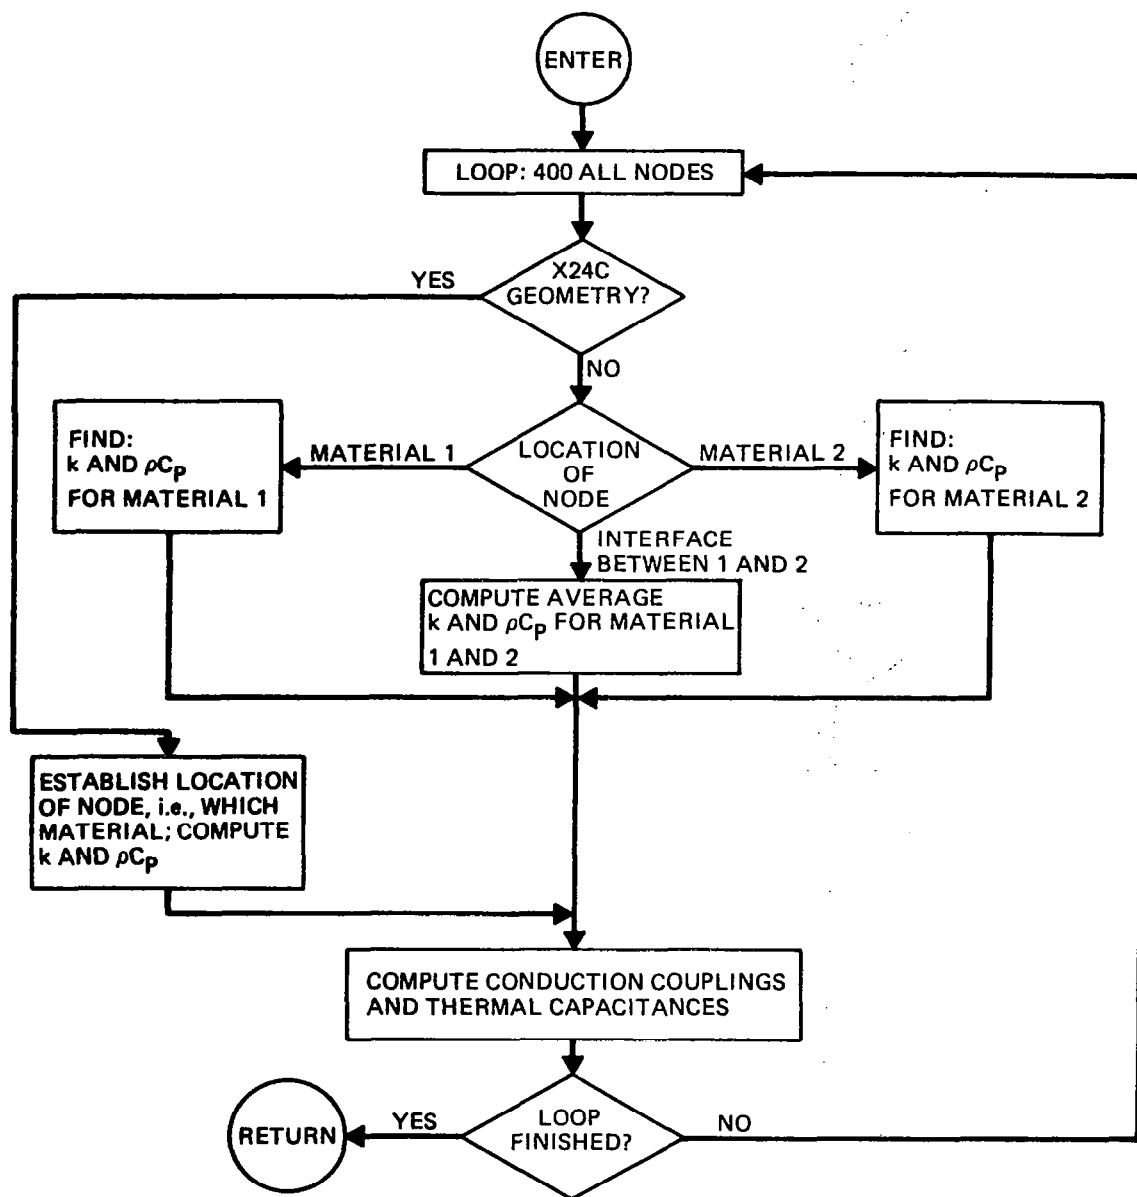 ENTER
LOOP: 400 ALL NODES
YES
X24C
GEOMETRY?
NO
FIND:
k AND ρCp
FOR MATERIAL 1
MATERIAL 1
LOCATION
OF
NODE
MATERIAL 2
FIND:
k AND ρCp
FOR MATERIAL 2
INTERFACE
BETWEEN 1 AND 2
COMPUTE AVERAGE
k AND ρCp FOR MATERIAL
1 AND 2
ESTABLISH LOCATION
OF NODE, i.e., WHICH
MATERIAL; COMPUTE
k AND ρCp
COMPUTE CONDUCTION COUPLINGS
AND THERMAL CAPACITANCES
RETURN
YES
LOOP
FINISHED?
NO